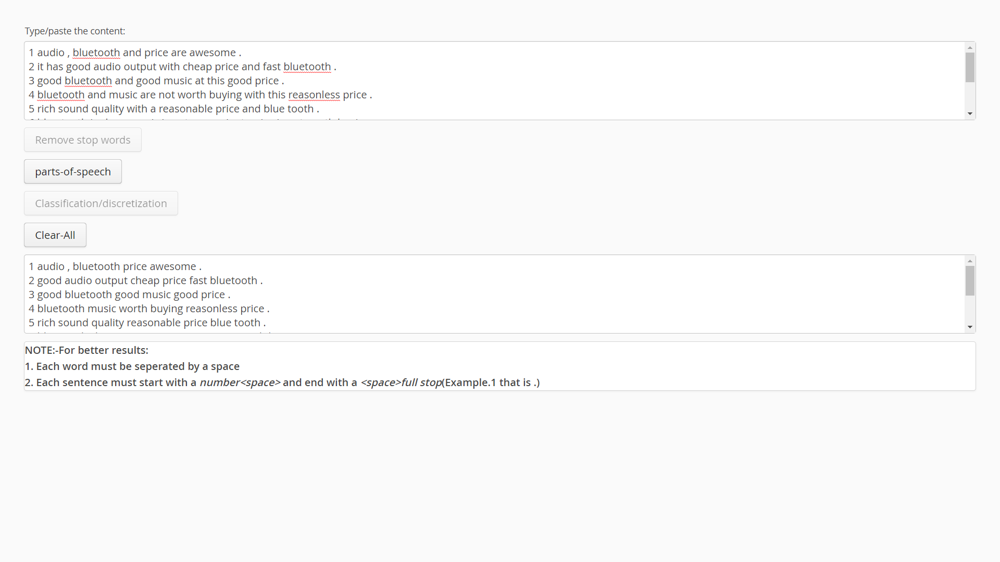 Type/paste the content:
1 audio , bluetooth and price are awesome .
2 it has good audio output with cheap price and fast bluetooth .
3 good bluetooth and good music at this good price .
4 bluetooth and music are not worth buying with this reasonless price .
5 rich sound quality with a reasonable price and blue tooth .
Remove stop words
parts-of-speech
Classification/discretization
Clear-All
1 audio , bluetooth price awesome .
2 good audio output cheap price fast bluetooth .
3 good bluetooth good music good price .
4 bluetooth music worth buying reasonless price .
5 rich sound quality reasonable price blue tooth .
NOTE:-For better results:
1. Each word must be seperated by a space
2. Each sentence must start with a number<space> and end with a <space>full stop(Example.1 that is .)